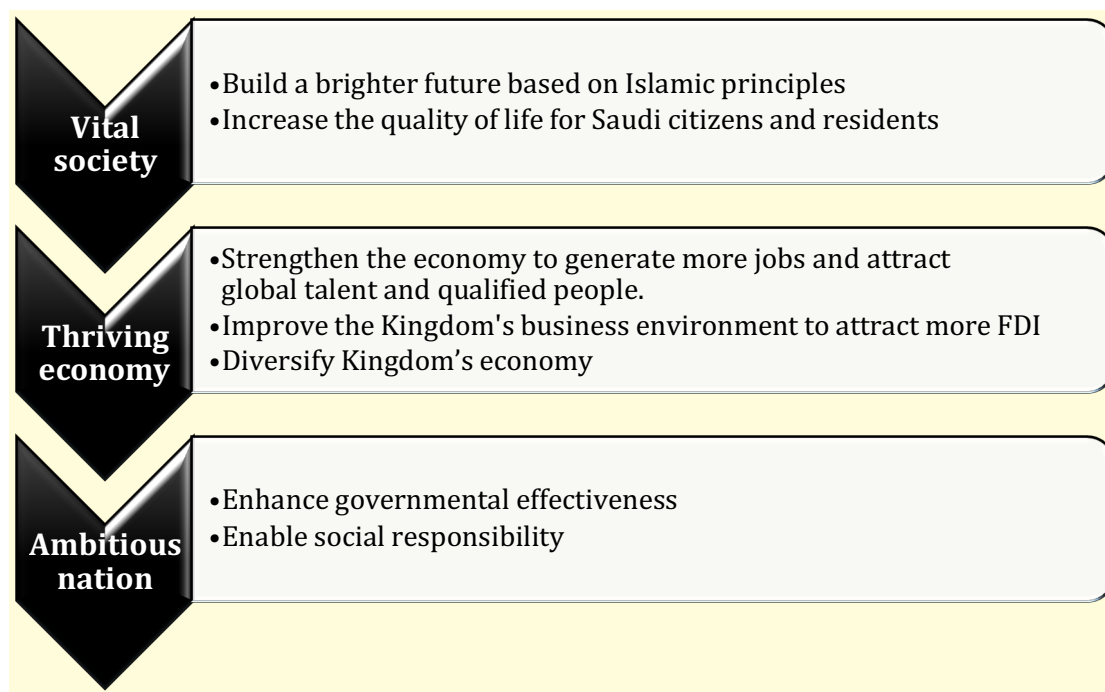 Vital
society
•Build a brighter future based on Islamic principles
•Increase the quality of life for Saudi citizens and residents
Thriving
economy
•Strengthen the economy to generate more jobs and attract
global talent and qualified people.
•Improve the Kingdom's business environment to attract more FDI
•Diversify Kingdom’s economy
Ambitious
nation
•Enhance governmental effectiveness
•Enable social responsibility